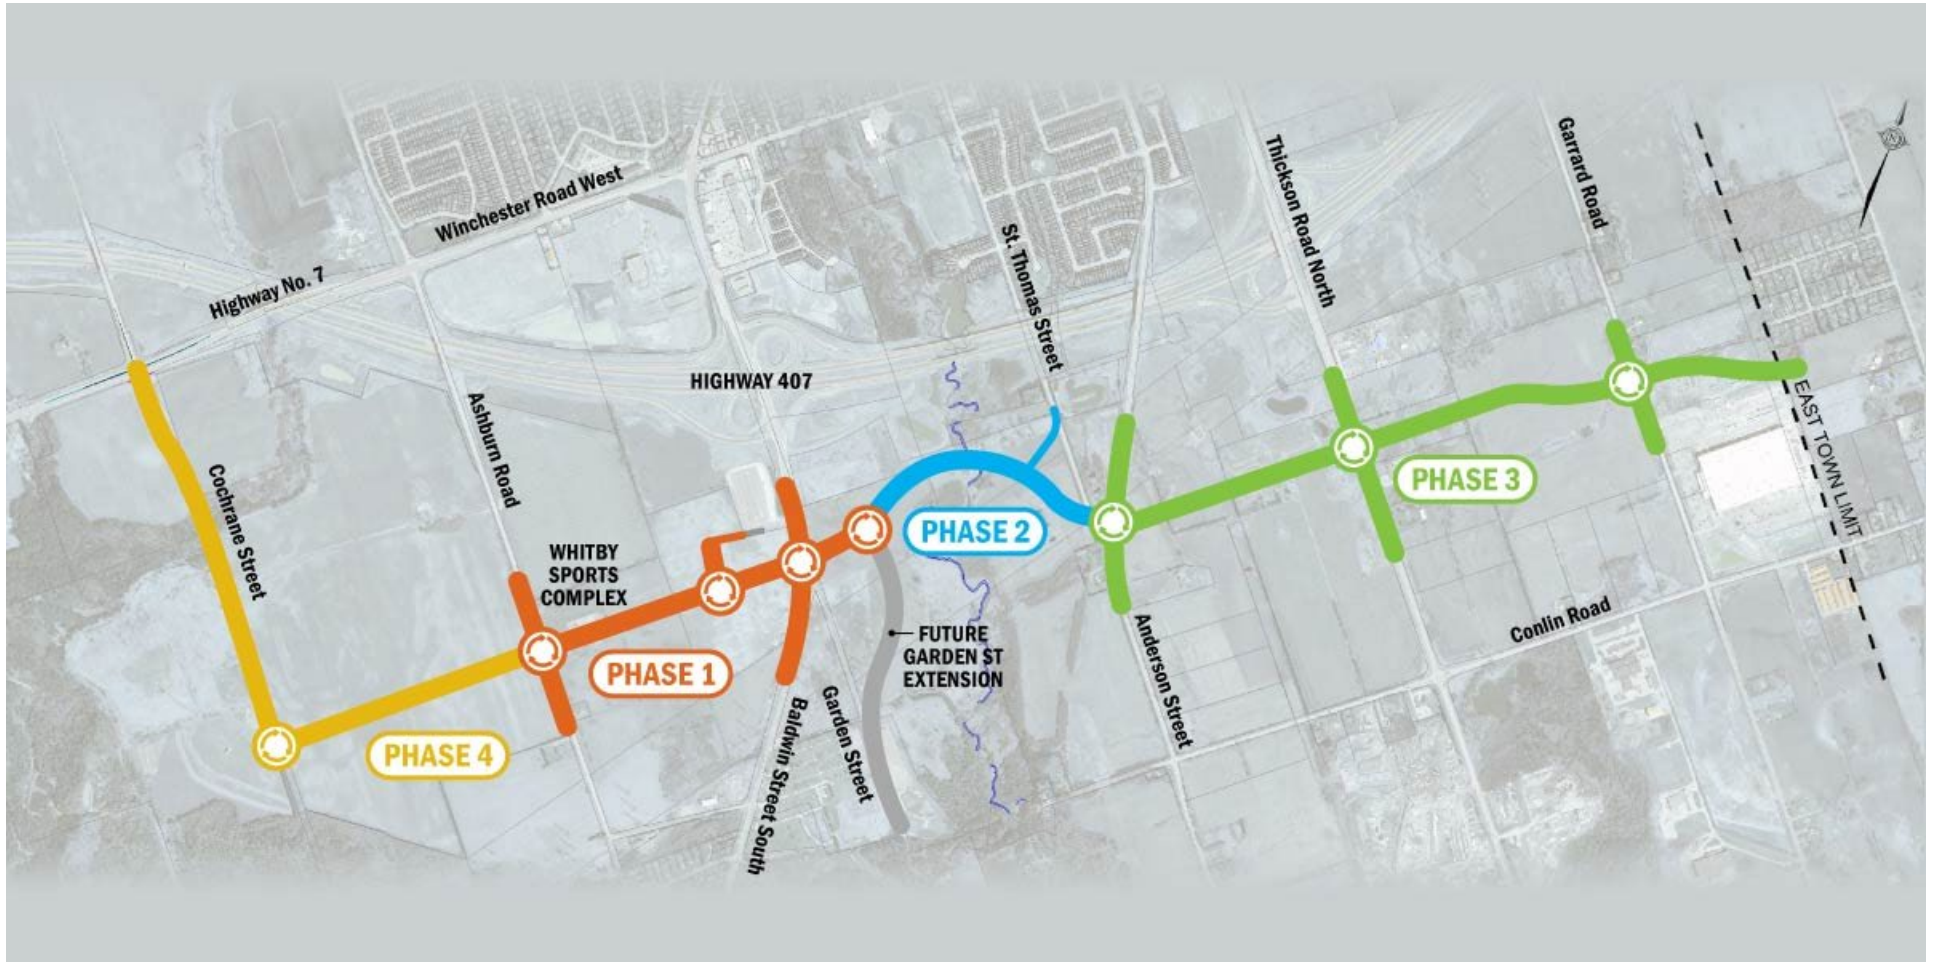 Winchester Road West
Highway No. 7
HIGHWAY 407
St. Thomas Street
Thickson Road North
Garrard Road
EAST TOWN LIMIT
Cochrane Street
Ashburn Road
WHITBY
SPORTS
COMPLEX
PHASE 1
PHASE 2
PHASE 3
PHASE 4
FUTURE
GARDEN ST
EXTENSION
Baldwin Street South
Garden Street
Anderson Street
Conlin Road